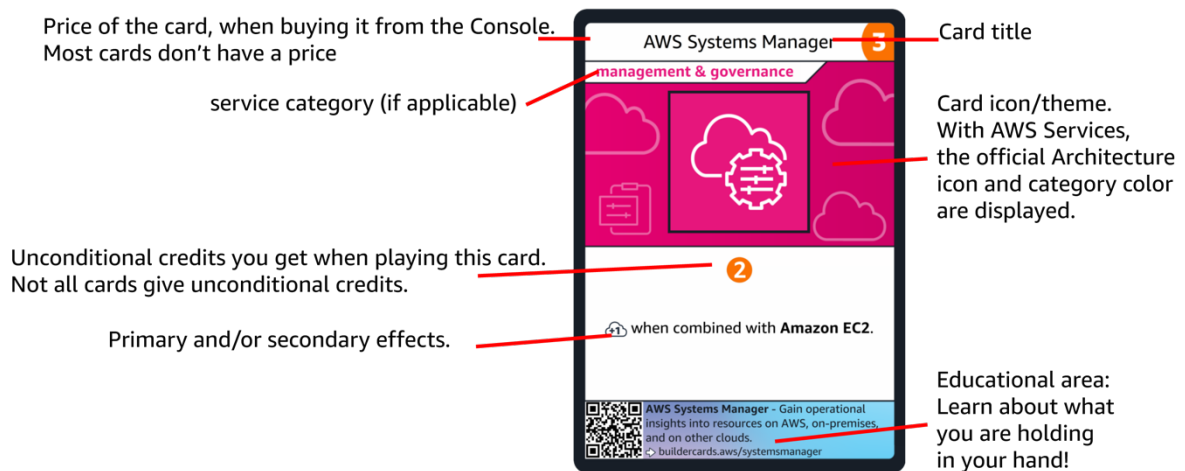 Price of the card, when buying it from the Console.
Most cards don’t have a price
service category (if applicable)
Unconditional credits you get when playing this card.
Not all cards give unconditional credits.
Primary and/or secondary effects.
AWS Systems Manager
3
management & governance
2
+1 when combined with Amazon EC2.
AWS Systems Manager - Gain operational
insights into resources on AWS, on-premises,
and on other clouds.
buildercards.aws/systemsmanager
Card title
Card icon/theme.
With AWS Services,
the official Architecture
icon and category color
are displayed.
Educational area:
Learn about what
you are holding
in your hand!